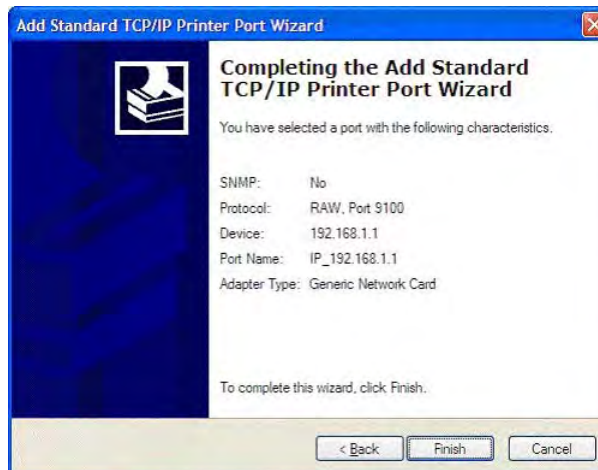 Add Standard TCP/IP Printer Port Wizard
Completing the Add Standard
TCP/IP Printer Port Wizard
You have selected a port with the following characteristics.
SNMP: No
Protocol: RAW, Port 9100
Device: 192.168.1.1
Port Name: IP_192.168.1.1
Adapter Type: Generic Network Card
To complete this wizard, click Finish.
< Back Finish Cancel